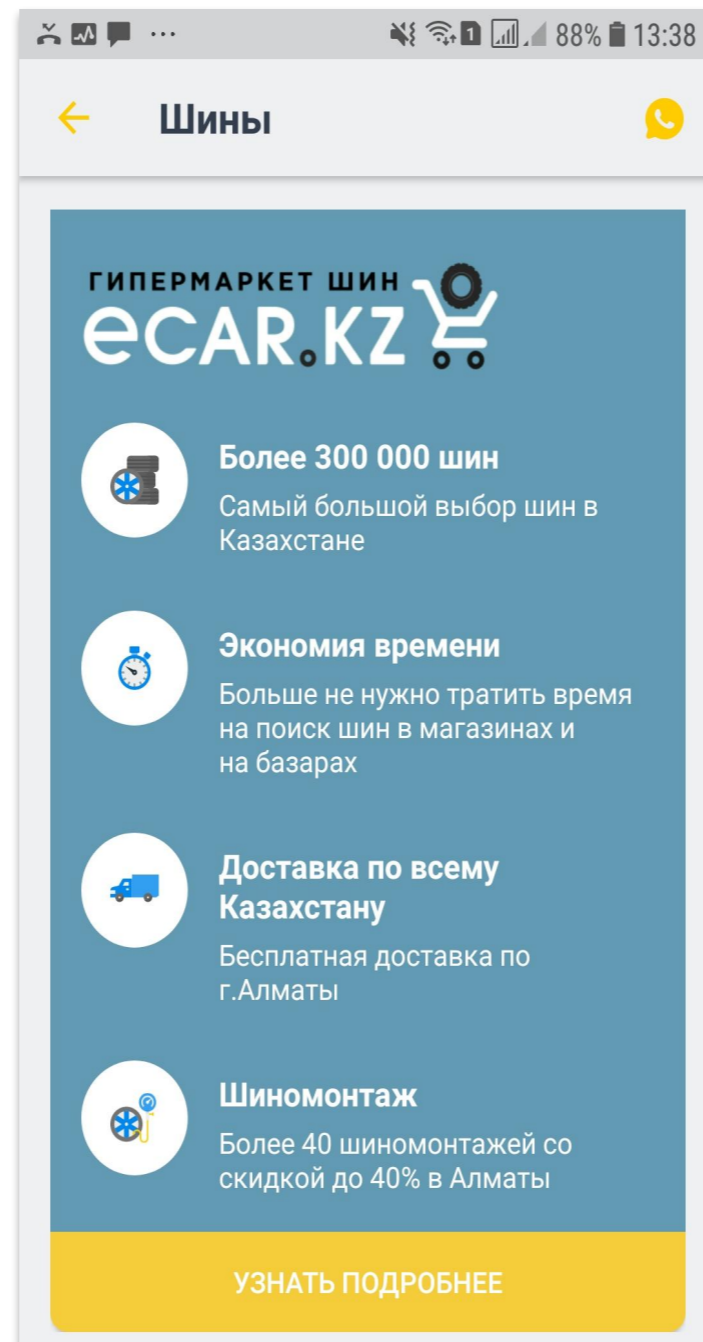 1 88% 13:38
Шины
ГИПЕРМАРКЕТ ШИН
eCAR.KZ
Более 300 000 шин
Самый большой выбор шин в
Казахстане
Экономия времени
Больше не нужно тратить время
на поиск шин в магазинах и
на базарах
Доставка по всему
Казахстану
Бесплатная доставка по
г.Алматы
Шиномонтаж
Более 40 шиномонтажей со
скидкой до 40% в Алматы
УЗНАТЬ ПОДРОБНЕЕ